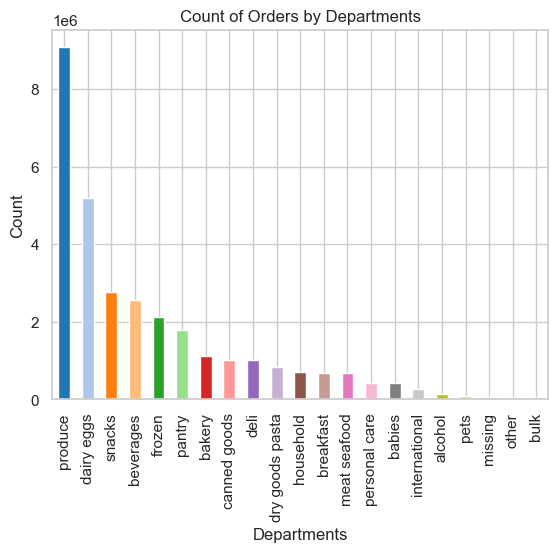 Count of Orders by Departments
1e6
8
6
4
2
0
Count
produce
dairy eggs
snacks
beverages
frozen
pantry
bakery
canned goods
deli
dry goods pasta
household
breakfast
meat seafood
personal care
babies
international
alcohol
pets
missing
other
bulk
Departments